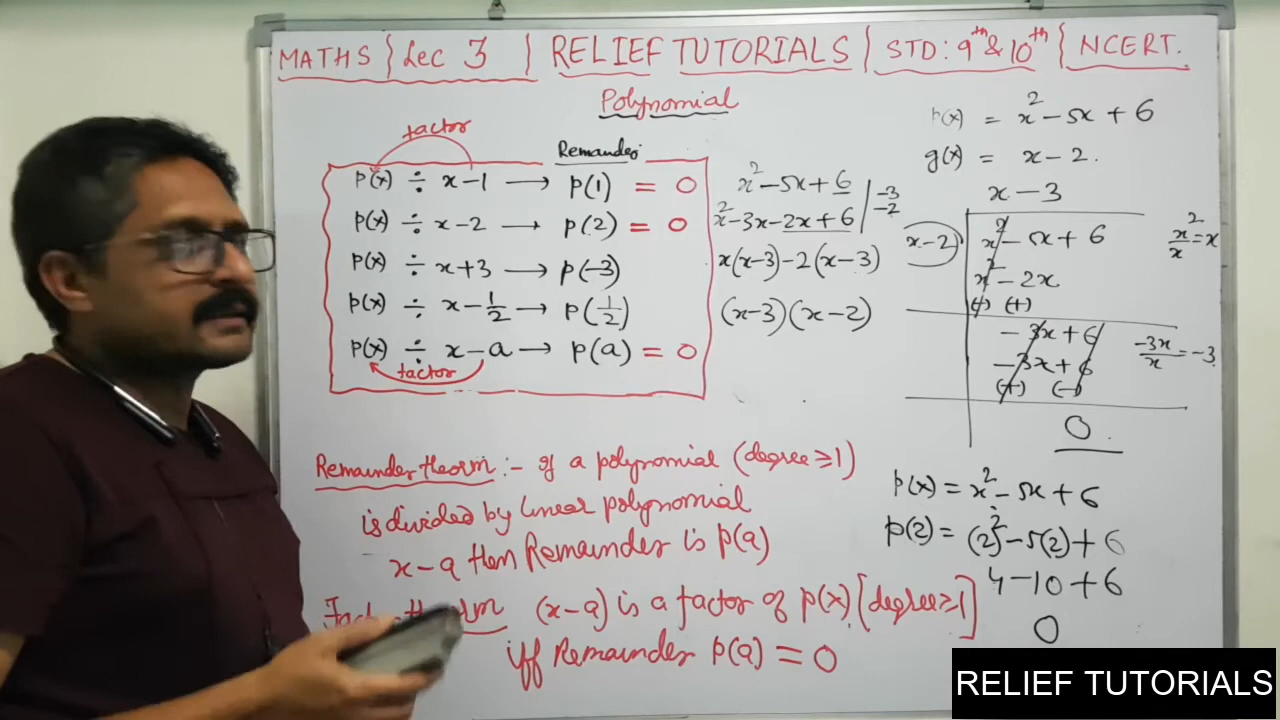 MATHS | Lec 3 | RELIEF TUTORIALS | STD: 9th & 10th | NCERT.
Polynomial
factor
Remander
p(x) ÷ x-1 → p(1) = 0
p(x) ÷ x-2 → p(2) = 0
p(x) ÷ x+3 → p(-3)
p(x) ÷ x-1/2 → p(1/2)
p(x) ÷ x-a → p(a) = 0
factor
x²-5x+6 | -3
x²-3x-2x+6 | -2
x(x-3)-2(x-3)
(x-3)(x-2)
p(x) = x²-5x+6
g(x) = x-2.
x-3
x-2) x²-5x+6
x²/x = x
x²-2x
(-) (+)
-3x+6
-3x/x = -3
-3x+6
(+) (-)
0.
p(x) = x²-5x+6
p(2) = (2)²-5(2)+6
4-10+6
0
Remainder theorm :- If a polynomial (degree ≥ 1)
is divided by linear polynomial
x-a then Remainder is p(a)
(x-a) is a factor of p(x) [degree ≥ 1]
iff Remainder p(a) = 0
RELIEF TUTORIALS